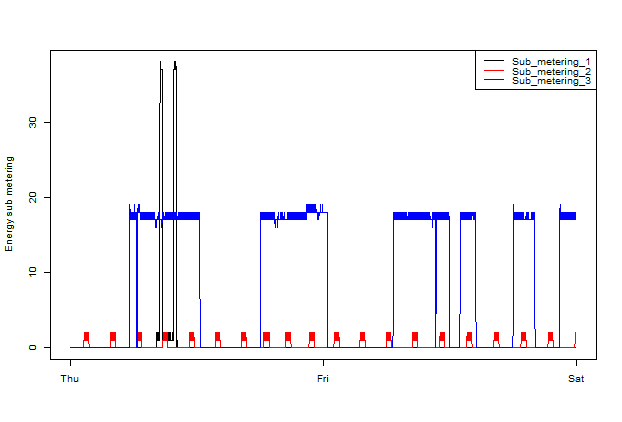 Sub_metering_1
Sub_metering_2
Sub_metering_3
Energy sub metering
30
20
10
0
Thu Fri Sat